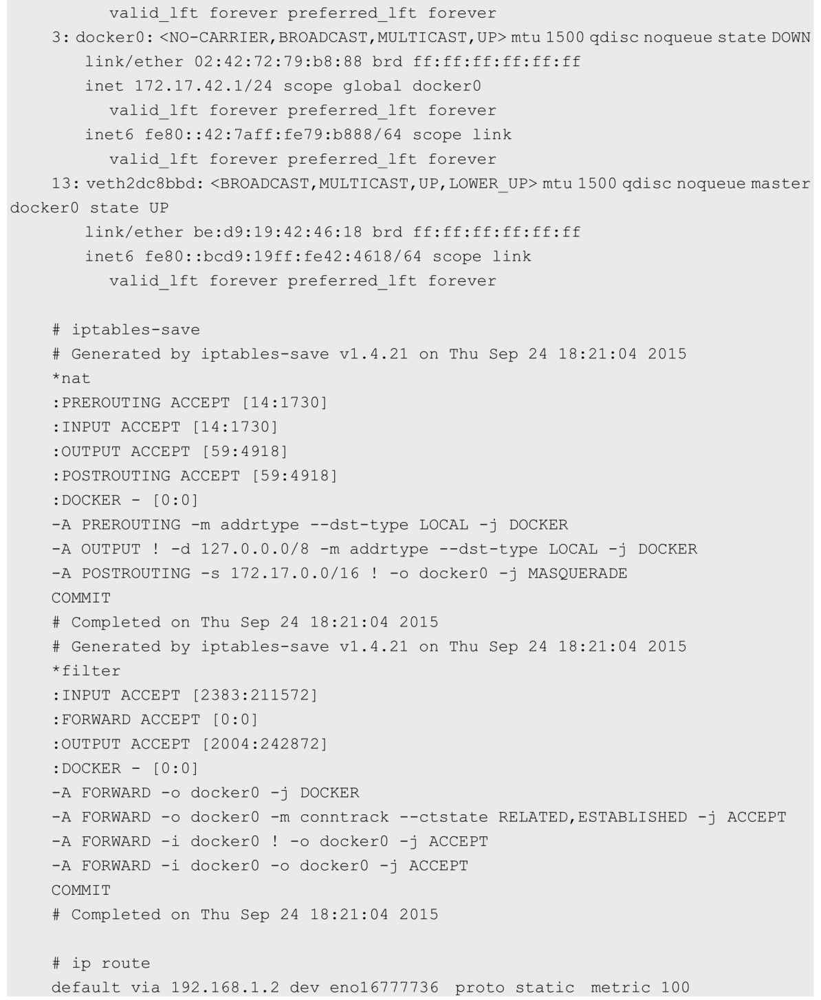 valid_lft forever preferred_lft forever
3: docker0: <NO-CARRIER,BROADCAST,MULTICAST,UP> mtu 1500 qdisc noqueue state DOWN
link/ether 02:42:72:79:b8:88 brd ff:ff:ff:ff:ff:ff
inet 172.17.42.1/24 scope global docker0
valid_lft forever preferred_lft forever
inet6 fe80::42:7aff:fe79:b888/64 scope link
valid_lft forever preferred_lft forever
13: veth2dc8bbd: <BROADCAST,MULTICAST,UP,LOWER_UP> mtu 1500 qdisc noqueue master
docker0 state UP
link/ether be:d9:19:42:46:18 brd ff:ff:ff:ff:ff:ff
inet6 fe80::bcd9:19ff:fe42:4618/64 scope link
valid_lft forever preferred_lft forever
# iptables-save
# Generated by iptables-save v1.4.21 on Thu Sep 24 18:21:04 2015
*nat
:PREROUTING ACCEPT [14:1730]
:INPUT ACCEPT [14:1730]
:OUTPUT ACCEPT [59:4918]
:POSTROUTING ACCEPT [59:4918]
:DOCKER - [0:0]
-A PREROUTING -m addrtype --dst-type LOCAL -j DOCKER
-A OUTPUT ! -d 127.0.0.0/8 -m addrtype --dst-type LOCAL -j DOCKER
-A POSTROUTING -s 172.17.0.0/16 ! -o docker0 -j MASQUERADE
COMMIT
# Completed on Thu Sep 24 18:21:04 2015
# Generated by iptables-save v1.4.21 on Thu Sep 24 18:21:04 2015
*filter
:INPUT ACCEPT [2383:211572]
:FORWARD ACCEPT [0:0]
:OUTPUT ACCEPT [2004:242872]
:DOCKER - [0:0]
-A FORWARD -o docker0 -j DOCKER
-A FORWARD -o docker0 -m conntrack --ctstate RELATED,ESTABLISHED -j ACCEPT
-A FORWARD -i docker0 ! -o docker0 -j ACCEPT
-A FORWARD -i docker0 -o docker0 -j ACCEPT
COMMIT
# Completed on Thu Sep 24 18:21:04 2015
# ip route
default via 192.168.1.2 dev eno16777736 proto static metric 100